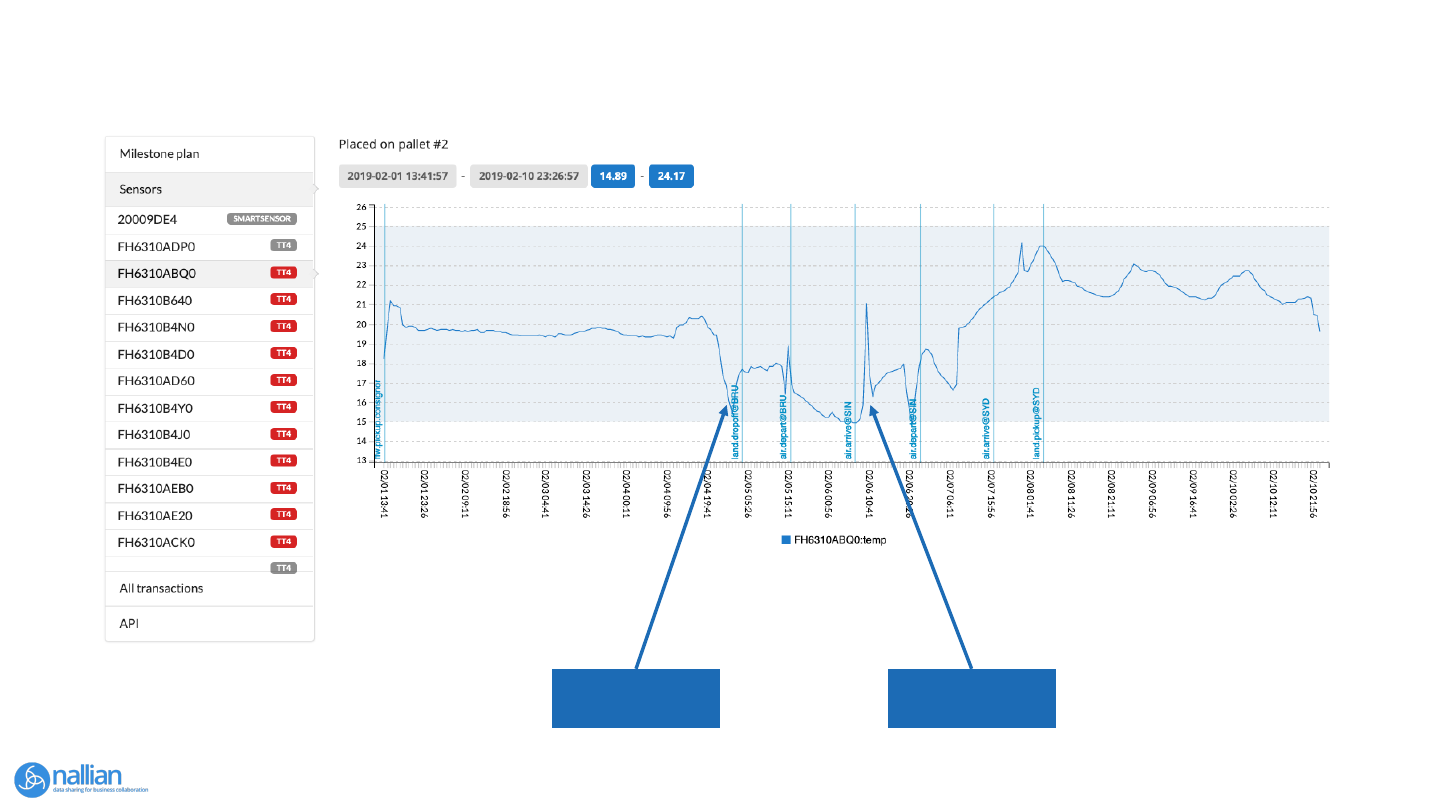 Milestone plan
Sensors
20009DE4 SMARTSENSOR
FH6310ADP0 TT4
FH6310ABQ0 TT4
FH6310B640 TT4
FH6310B4N0 TT4
FH6310B4D0 TT4
FH6310AD60 TT4
FH6310B4Y0 TT4
FH6310B4J0 TT4
FH6310B4E0 TT4
FH6310AEB0 TT4
FH6310AE20 TT4
FH6310ACK0 TT4
TT4
All transactions
API
Placed on pallet #2
2019-02-01 13:41:57 - 2019-02-10 23:26:57 14.89 - 24.17
26
25
24
23
22
21
20
19
18
17
16
15
14
13
land.dropoff@BRU
air.depart@BRU
air.arrive@SIN
air.depart@SIN
air.arrive@SYD
land.pickup@SYD
02/01 13:41
02/01 23:26
02/02 09:11
02/02 18:56
02/03 04:41
02/03 14:26
02/04 00:11
02/04 09:56
02/04 19:41
02/05 05:26
02/05 15:11
02/06 00:56
02/06 10:41
02/06 20:26
02/07 06:11
02/07 15:56
02/08 01:41
02/08 11:26
02/08 21:11
02/09 06:56
02/09 16:41
02/10 02:26
02/10 12:11
02/10 21:56
FH6310ABQ0:temp
nallian
data sharing for business collaboration